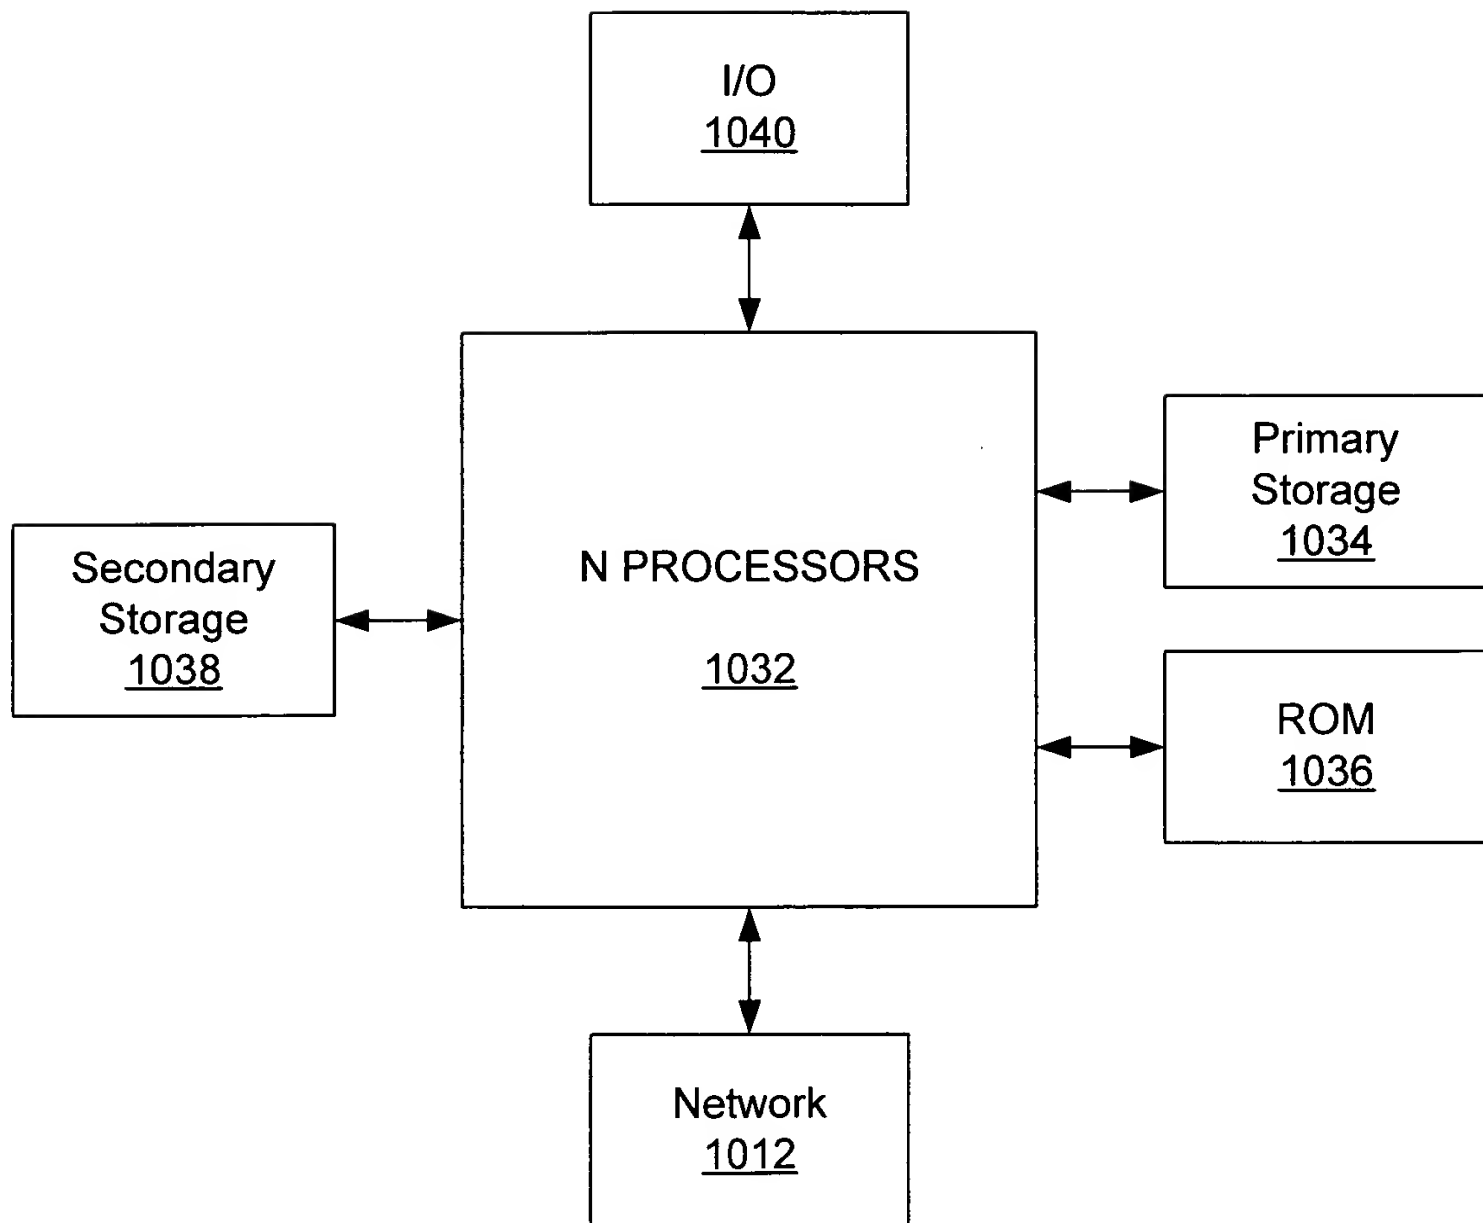 I/O
1040
Primary
Storage
1034
Secondary
Storage
1038
N PROCESSORS
1032
ROM
1036
Network
1012